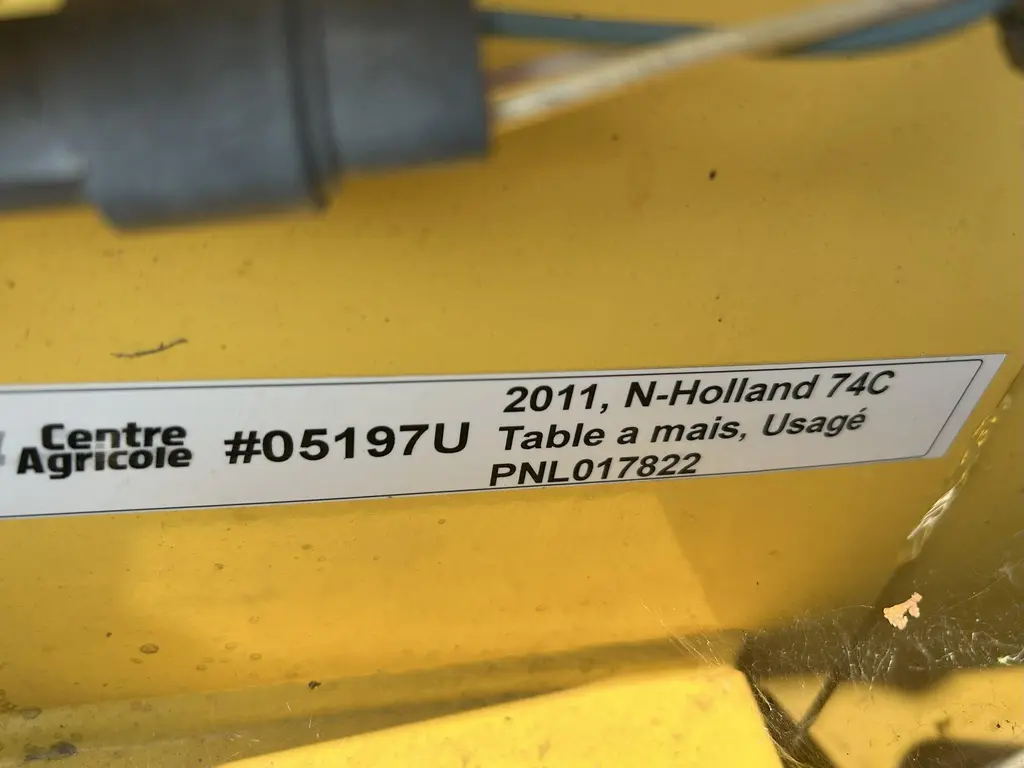 Centre
Agricole
#05197U
2011, N-Holland 74C
Table a mais, Usagé
PNL017822